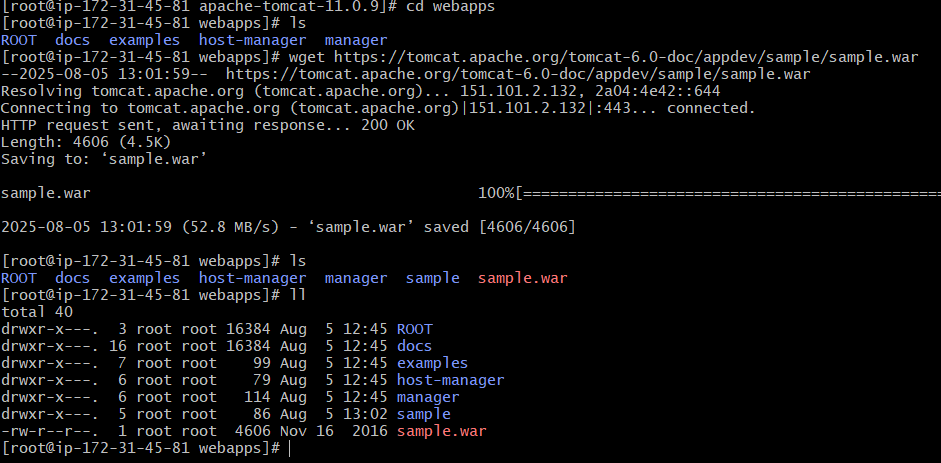 [root@ip-172-31-45-81 apache-tomcat-11.0.9]# cd webapps
[root@ip-172-31-45-81 webapps]# ls
ROOT  docs  examples  host-manager  manager
[root@ip-172-31-45-81 webapps]# wget https://tomcat.apache.org/tomcat-6.0-doc/appdev/sample/sample.war
--2025-08-05 13:01:59--  https://tomcat.apache.org/tomcat-6.0-doc/appdev/sample/sample.war
Resolving tomcat.apache.org (tomcat.apache.org)... 151.101.2.132, 2a04:4e42::644
Connecting to tomcat.apache.org (tomcat.apache.org)|151.101.2.132|:443... connected.
HTTP request sent, awaiting response... 200 OK
Length: 4606 (4.5K)
Saving to: ‘sample.war’
sample.war                                           100%[===============================================
2025-08-05 13:01:59 (52.8 MB/s) - ‘sample.war’ saved [4606/4606]
[root@ip-172-31-45-81 webapps]# ls
ROOT  docs  examples  host-manager  manager  sample  sample.war
[root@ip-172-31-45-81 webapps]# ll
total 40
drwxr-x---.  3 root root 16384 Aug  5 12:45 ROOT
drwxr-x---. 16 root root 16384 Aug  5 12:45 docs
drwxr-x---.  7 root root    99 Aug  5 12:45 examples
drwxr-x---.  6 root root    79 Aug  5 12:45 host-manager
drwxr-x---.  6 root root   114 Aug  5 12:45 manager
drwxr-x---.  5 root root    86 Aug  5 13:02 sample
-rw-r--r--.  1 root root  4606 Nov 16  2016 sample.war
[root@ip-172-31-45-81 webapps]#